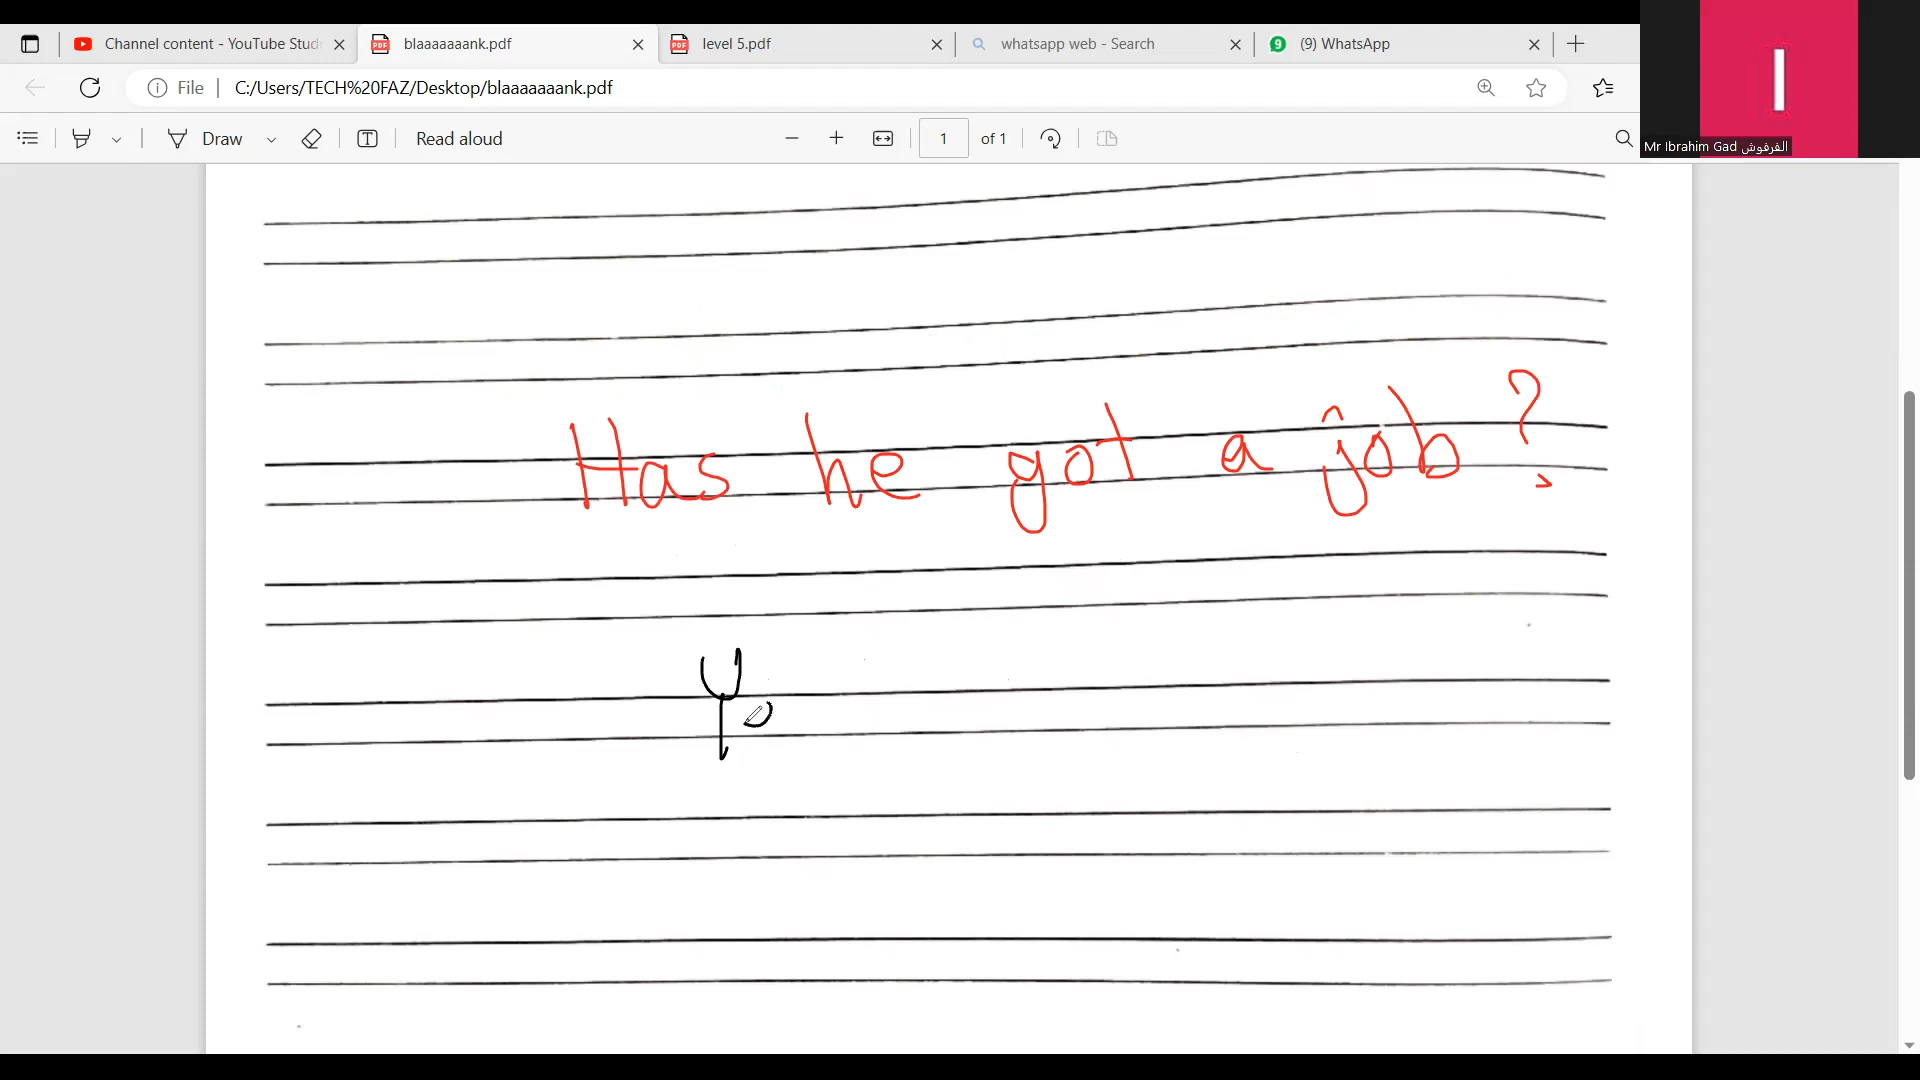 Channel content - YouTube Stud
blaaaaaaank.pdf
level 5.pdf
whatsapp web - Search
(9) WhatsApp
File
C:/Users/TECH%20FAZ/Desktop/blaaaaaaank.pdf
Draw
Read aloud
1 of 1
Mr Ibrahim Gad الفرفوش
Has he got a job ?
Y